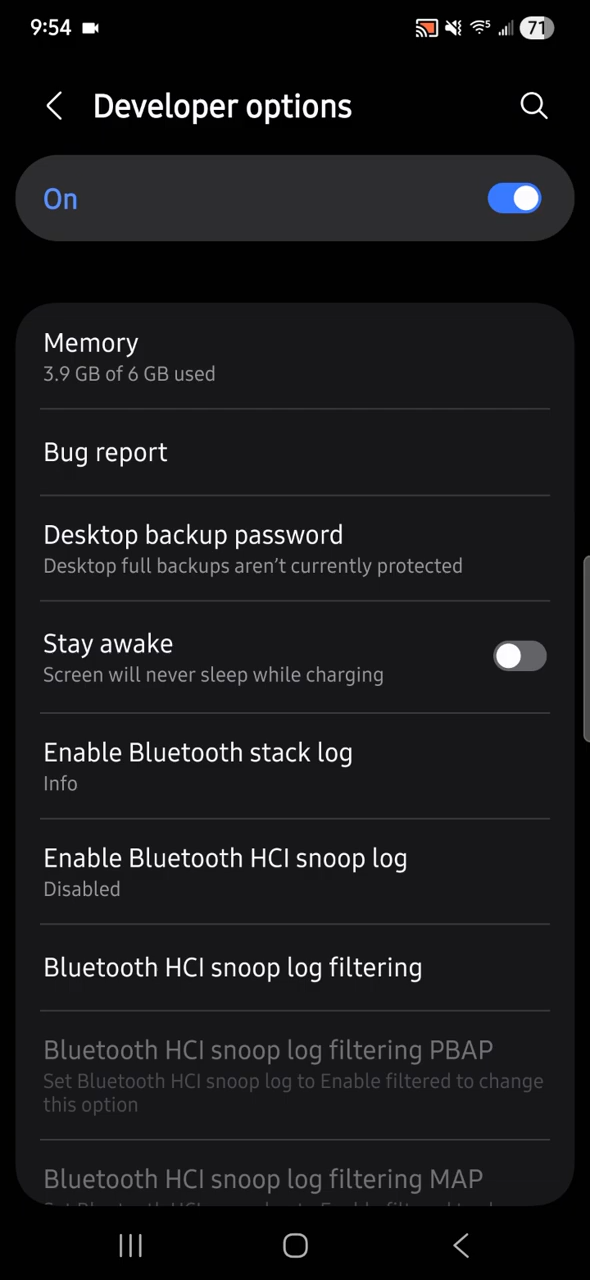 9:54
5
71
Developer options
On
Memory
3.9 GB of 6 GB used
Bug report
Desktop backup password
Desktop full backups aren't currently protected
Stay awake
Screen will never sleep while charging
Enable Bluetooth stack log
Info
Enable Bluetooth HCI snoop log
Disabled
Bluetooth HCI snoop log filtering
Bluetooth HCI snoop log filtering PBAP
Set Bluetooth HCI snoop log to Enable filtered to change
this option
Bluetooth HCI snoop log filtering MAP